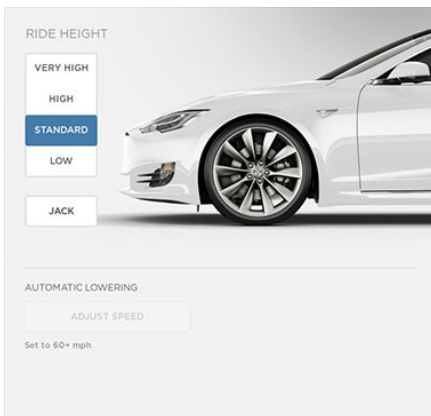 RIDE HEIGHT
VERY HIGH
HIGH
STANDARD
LOW
JACK
AUTOMATIC LOWERING
ADJUST SPEED
Set to 60+ mph